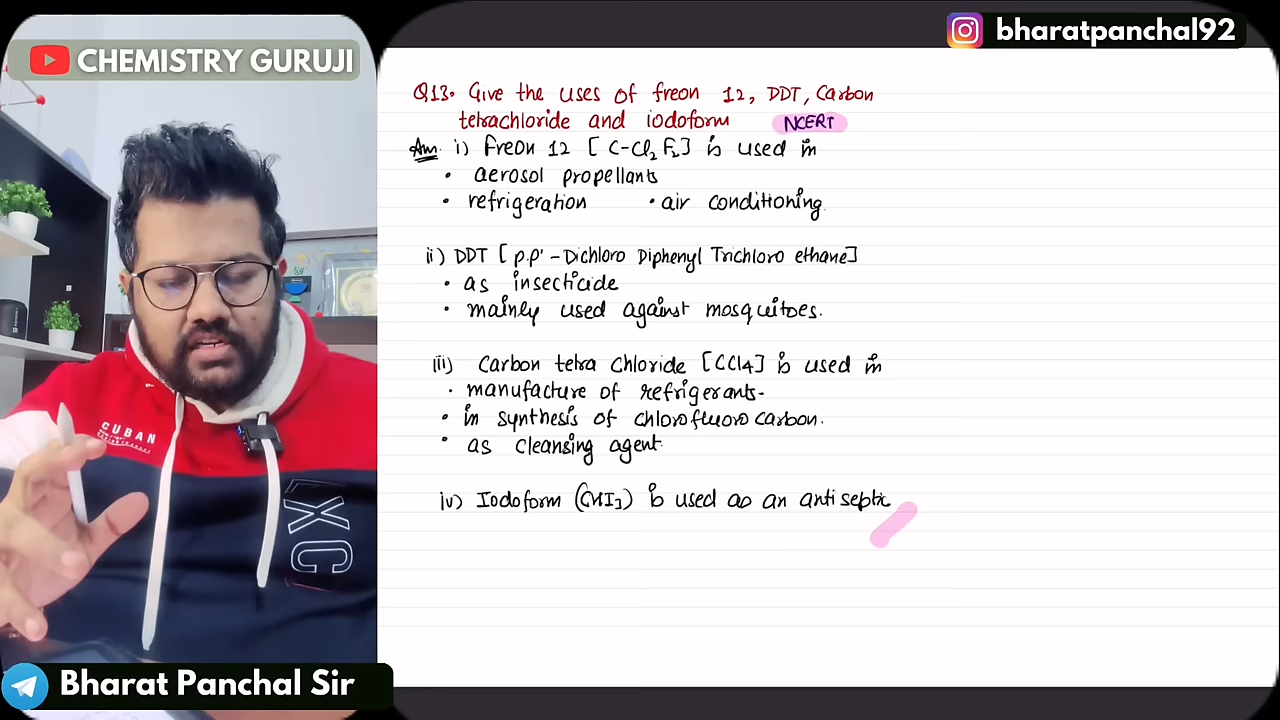 CHEMISTRY GURUJI
bharatpanchal92
Q13. Give the uses of freon 12, DDT, Carbon
tetrachloride and iodoform NCERT
Ans. i) Freon 12 [C-Cl2F2] is used in
• aerosol propellants
• refrigeration • air conditioning.
ii) DDT [p.p' - Dichloro Diphenyl Trichloro ethane]
• as insecticide
• mainly used against mosquitoes.
iii) Carbon tetra Chloride [CCl4] is used in
• manufacture of refrigerants.
• in synthesis of chlorofluoro carbon.
• as cleansing agent.
iv) Iodoform (CHI3) is used as an antiseptic
CUBAN
XC
Bharat Panchal Sir